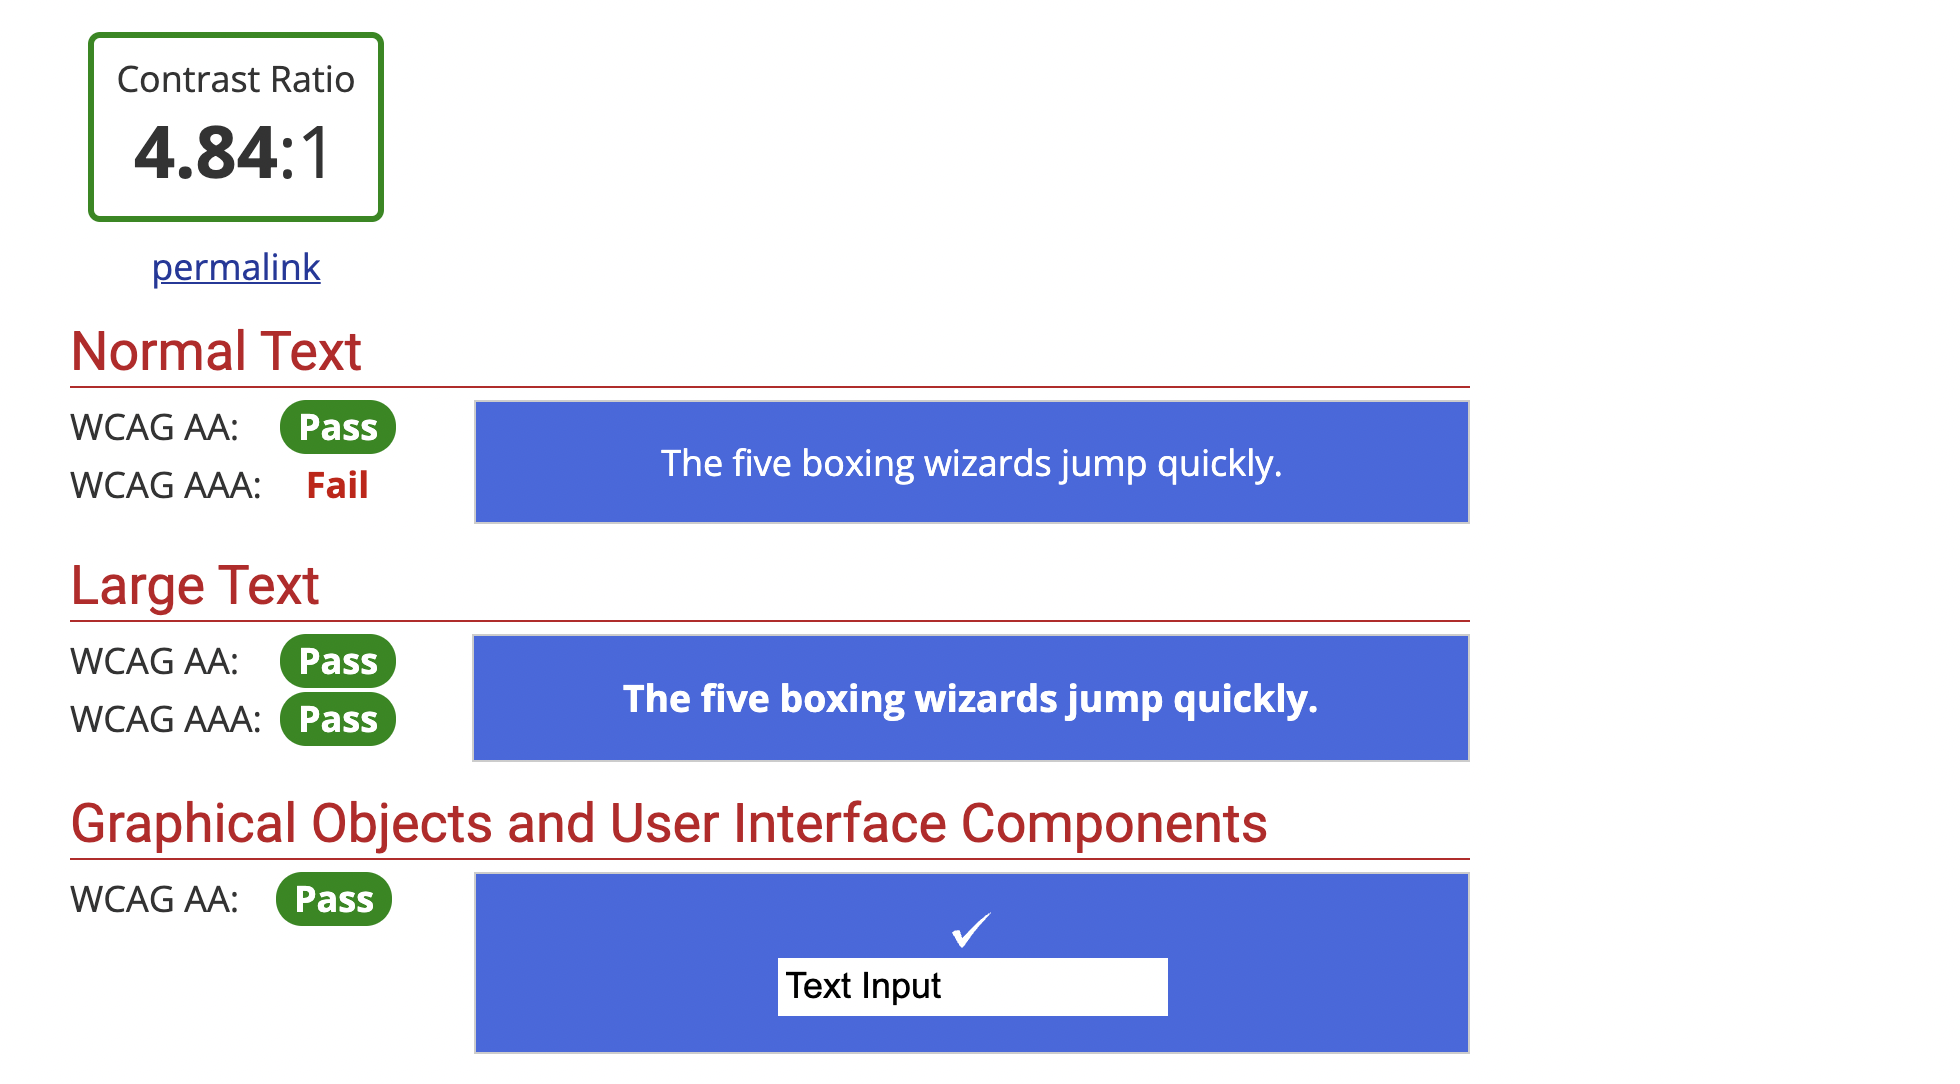 Contrast Ratio
4.84:1
permalink
Normal Text
WCAG AA: Pass
WCAG AAA: Fail
The five boxing wizards jump quickly.
Large Text
WCAG AA: Pass
WCAG AAA: Pass
The five boxing wizards jump quickly.
Graphical Objects and User Interface Components
WCAG AA: Pass
✓
Text Input